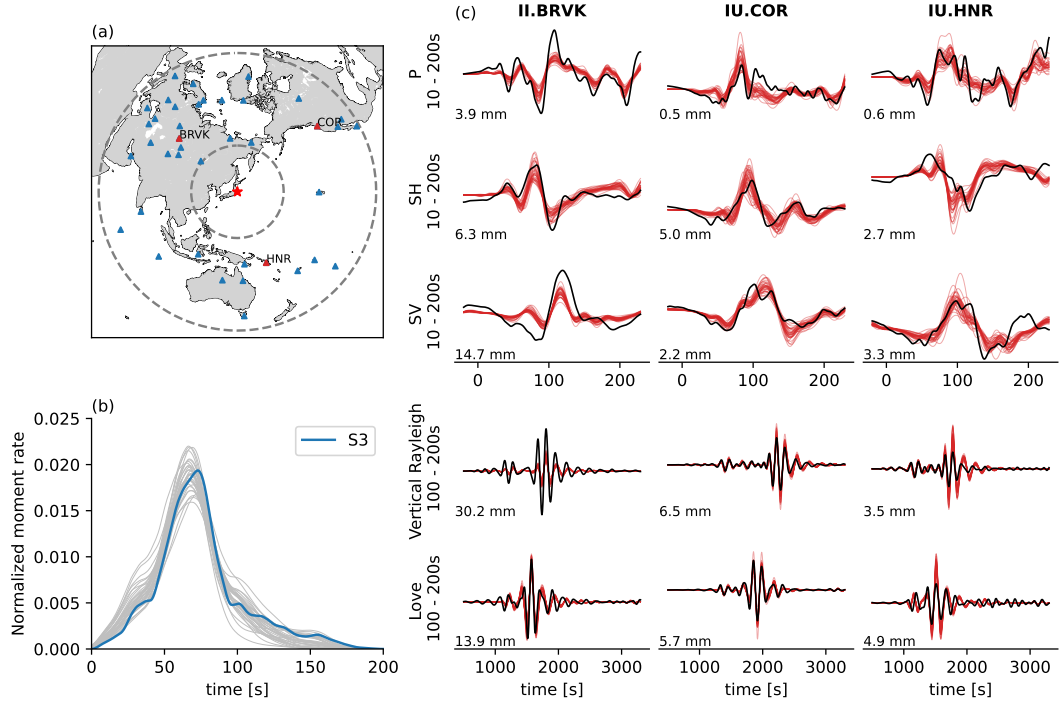 (a)
BRVK
COR
HNR
(b)
Normalized moment rate
0.025
0.020
0.015
0.010
0.005
0.000
S3
0
50
100
150
200
time [s]
(c)
II.BRVK
IU.COR
IU.HNR
P
10 - 200s
3.9 mm
0.5 mm
0.6 mm
SH
10 - 200s
6.3 mm
5.0 mm
2.7 mm
SV
10 - 200s
14.7 mm
2.2 mm
3.3 mm
0
100
200
0
100
200
0
100
200
Vertical Rayleigh
100 - 200s
30.2 mm
6.5 mm
3.5 mm
Love
100 - 200s
13.9 mm
5.7 mm
4.9 mm
1000
2000
3000
1000
2000
3000
1000
2000
3000
time [s]
time [s]
time [s]